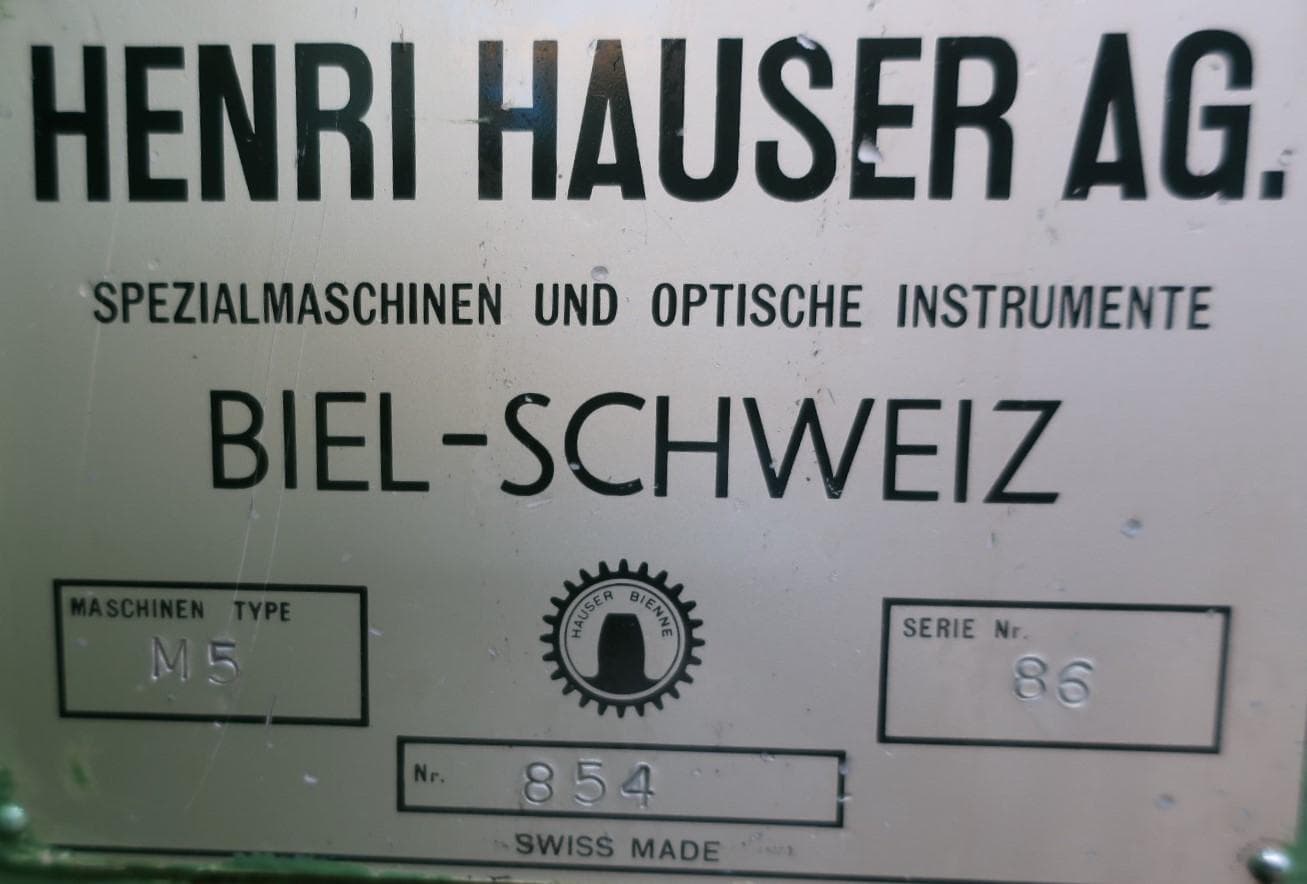 HENRI HAUSER AG.
SPEZIALMASCHINEN UND OPTISCHE INSTRUMENTE
BIEL-SCHWEIZ
MASCHINEN TYPE
M5
HAUSER BIENNE
SERIE Nr.
86
Nr. 854
SWISS MADE